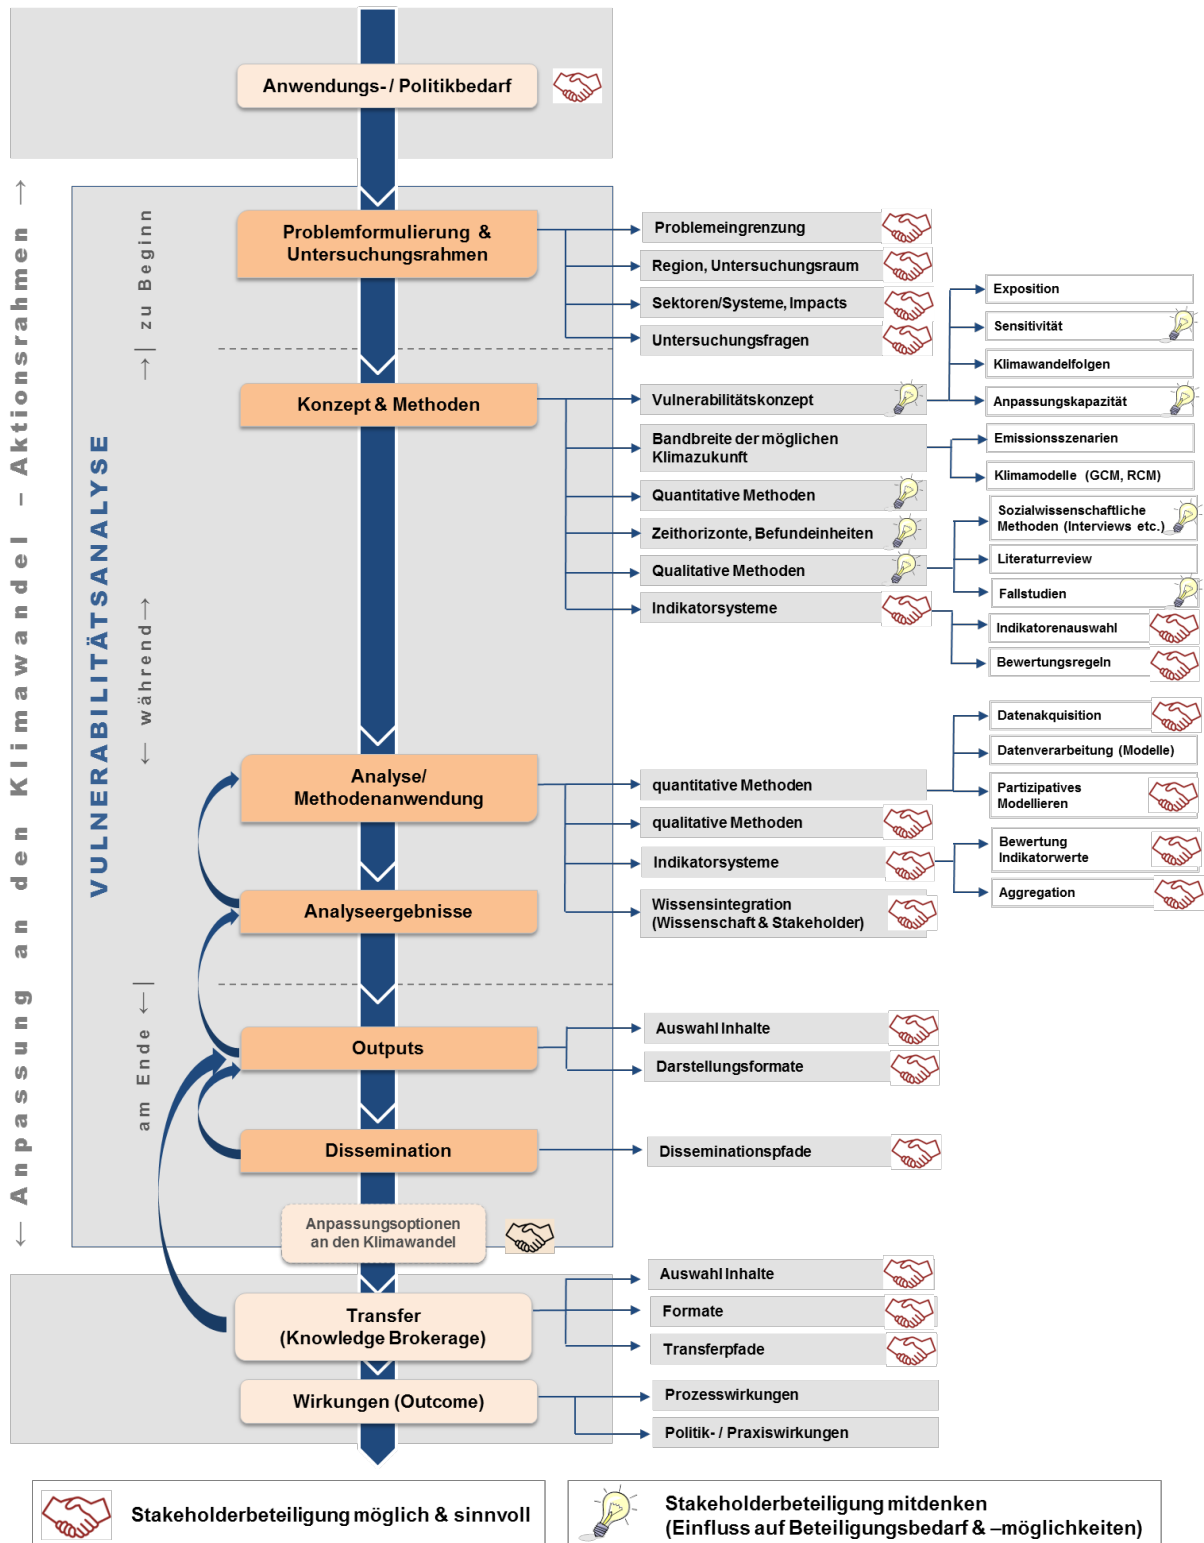 Anwendungs- / Politikbedarf
← Anpassung an den Klimawandel – Aktionsrahmen →
VULNERABILITÄTSANALYSE
zu Beginn
← während →
am Ende
Problemformulierung &
Untersuchungsrahmen
Problemeingrenzung
Region, Untersuchungsraum
Sektoren/Systeme, Impacts
Untersuchungsfragen
Konzept & Methoden
Vulnerabilitätskonzept
Exposition
Sensitivität
Klimawandelfolgen
Anpassungskapazität
Bandbreite der möglichen
Klimazukunft
Emissionsszenarien
Klimamodelle (GCM, RCM)
Quantitative Methoden
Zeithorizonte, Befundeinheiten
Qualitative Methoden
Sozialwissenschaftliche
Methoden (Interviews etc.)
Literaturreview
Fallstudien
Indikatorsysteme
Indikatorenauswahl
Bewertungsregeln
Analyse/
Methodenanwendung
quantitative Methoden
Datenakquisition
Datenverarbeitung (Modelle)
Partizipatives
Modellieren
qualitative Methoden
Indikatorsysteme
Bewertung
Indikatorwerte
Aggregation
Wissensintegration
(Wissenschaft & Stakeholder)
Analyseergebnisse
Outputs
Auswahl Inhalte
Darstellungsformate
Dissemination
Disseminationspfade
Anpassungsoptionen
an den Klimawandel
Transfer
(Knowledge Brokerage)
Auswahl Inhalte
Formate
Transferpfade
Wirkungen (Outcome)
Prozesswirkungen
Politik- / Praxiswirkungen
Stakeholderbeteiligung möglich & sinnvoll
Stakeholderbeteiligung mitdenken
(Einfluss auf Beteiligungsbedarf & –möglichkeiten)